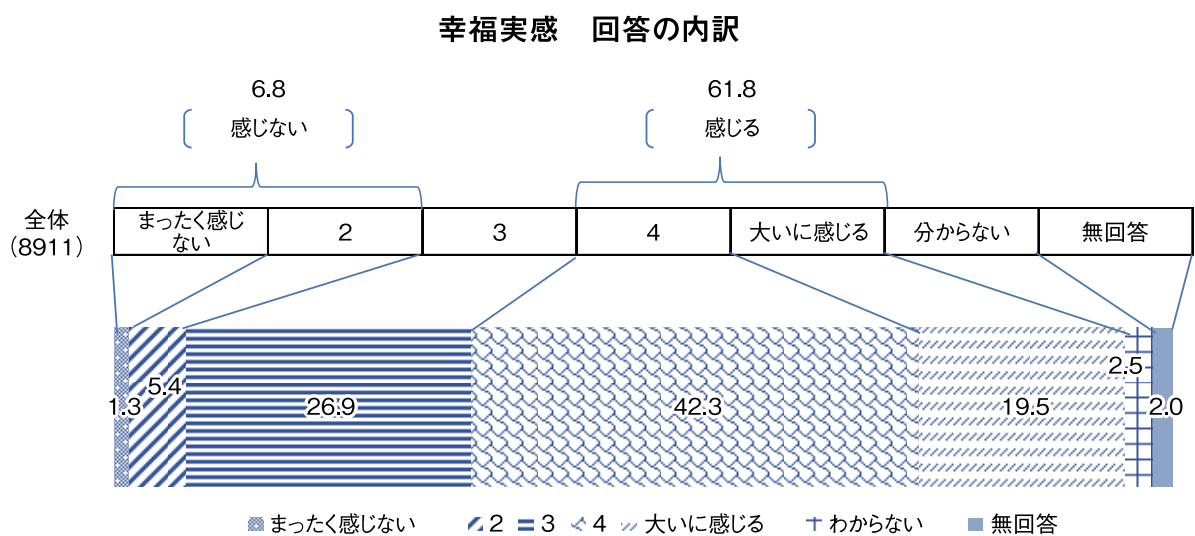 幸福実感　回答の内訳
6.8
感じない
61.8
感じる
全体
(8911)
まったく感じ
ない
2
3
4
大いに感じる
分からない
無回答
1.3
5.4
26.9
42.3
19.5
2.5
2.0
まったく感じない 2 3 4 大いに感じる わからない 無回答